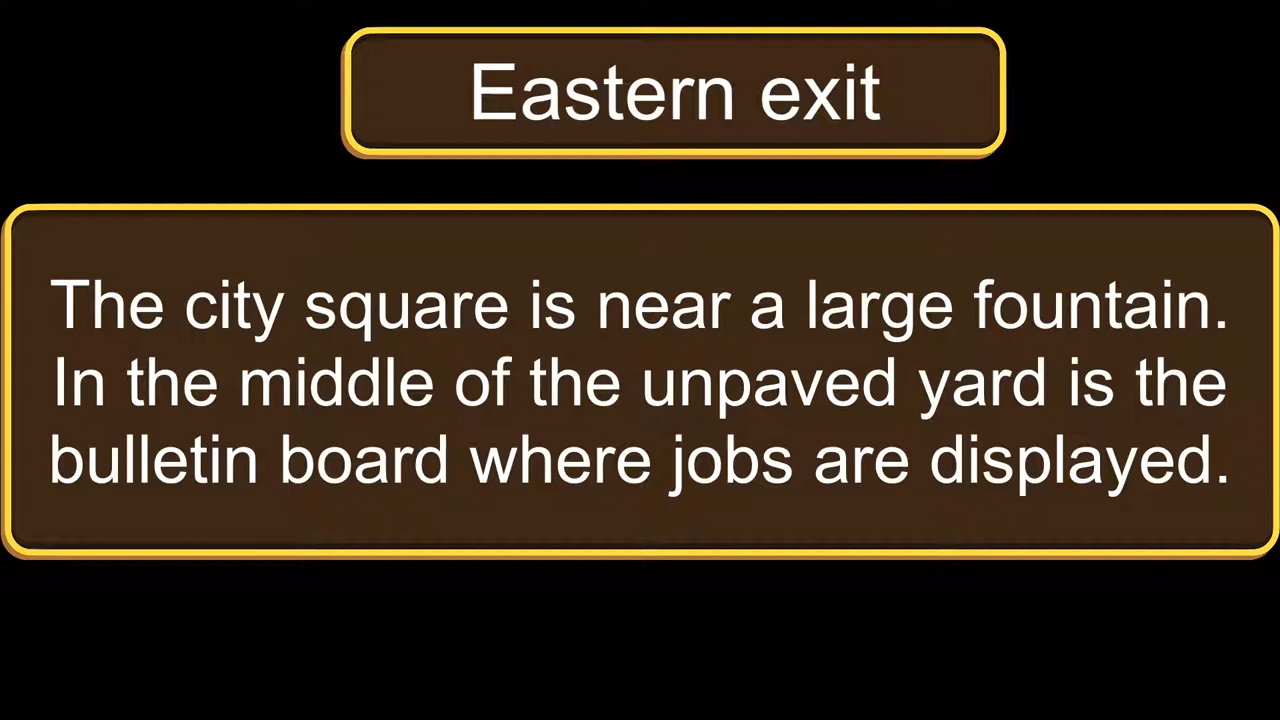 Eastern exit
The city square is near a large fountain.
In the middle of the unpaved yard is the
bulletin board where jobs are displayed.